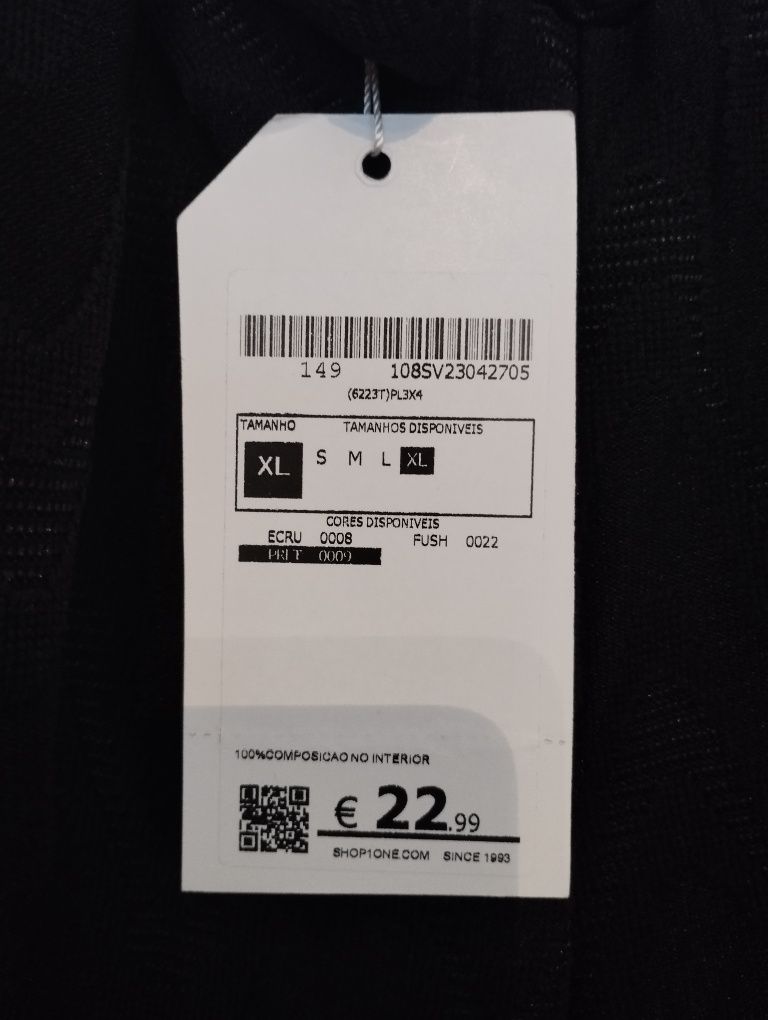 149 108SV23042705
(6223T)PL3X4
TAMANHO TAMANHOS DISPONIVEIS
XL S M L XL
CORES DISPONIVEIS
ECRU 0008 FUSH 0022
PRET 0009
100%COMPOSICAO NO INTERIOR
€ 22.99
SHOP1ONE.COM SINCE 1993